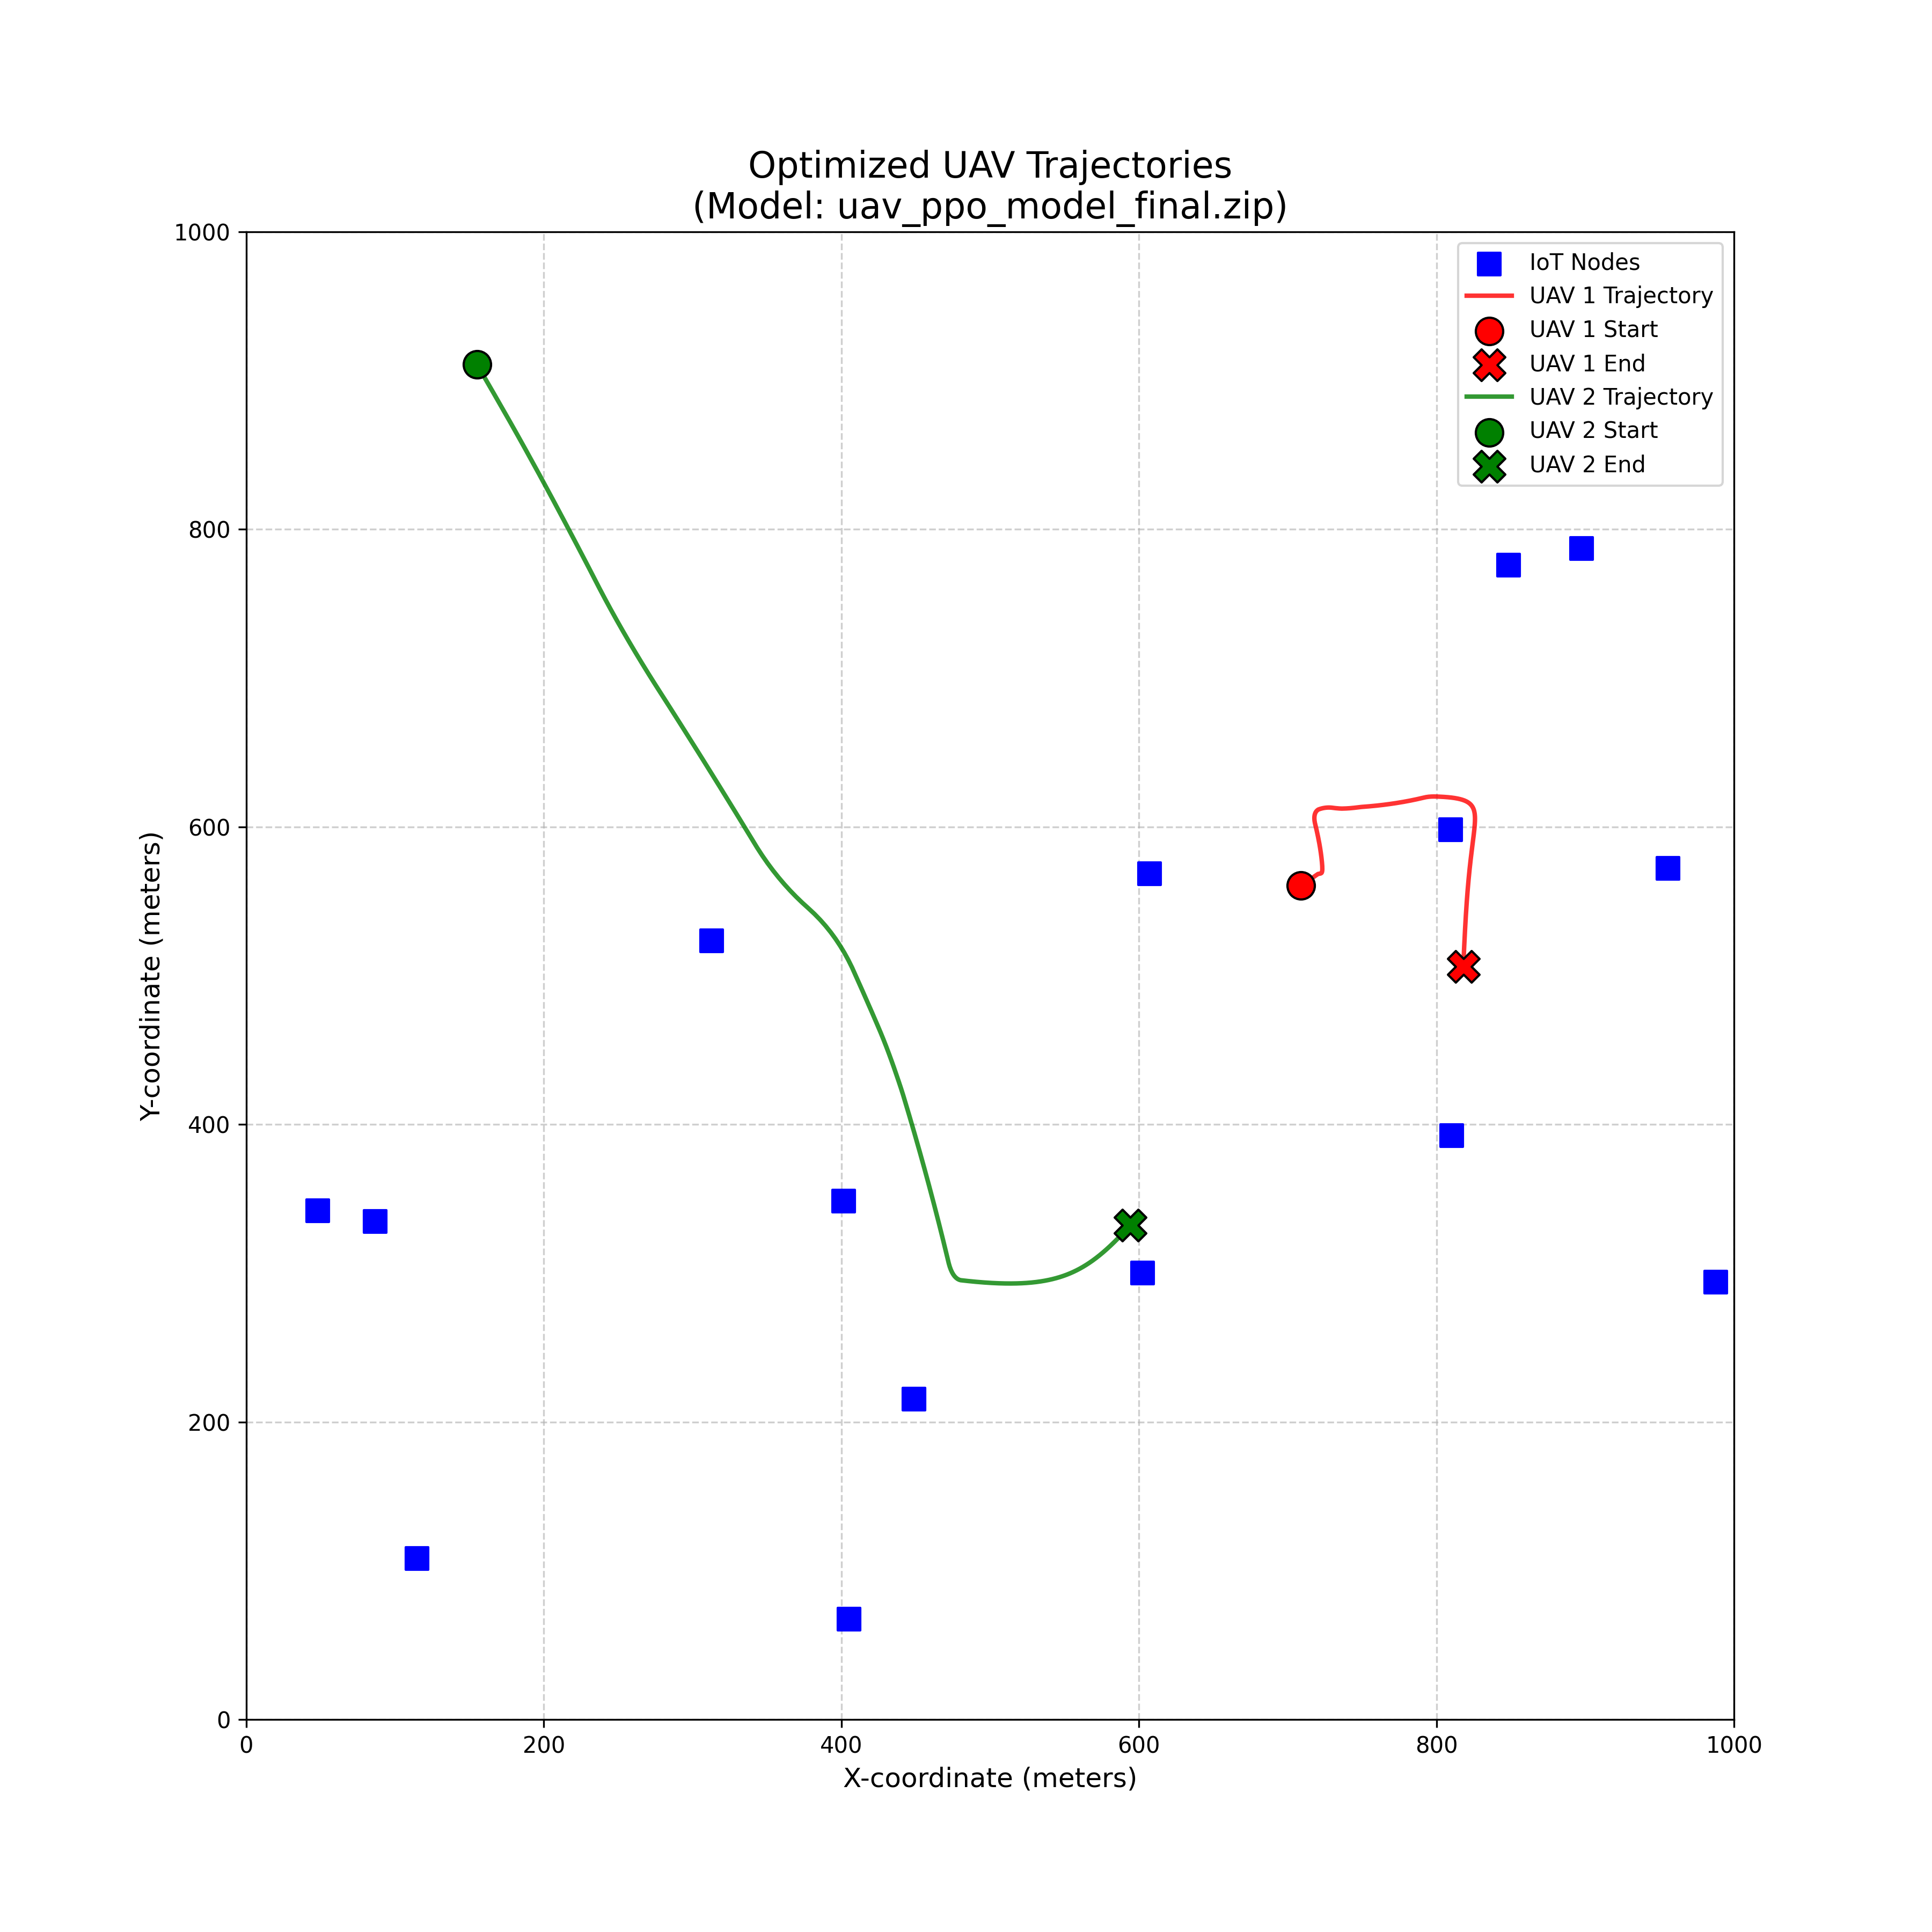 Optimized UAV Trajectories
(Model: uav_ppo_model_final.zip)
1000
800
600
400
200
0
Y-coordinate (meters)
IoT Nodes
UAV 1 Trajectory
UAV 1 Start
UAV 1 End
UAV 2 Trajectory
UAV 2 Start
UAV 2 End
0 200 400 600 800 1000
X-coordinate (meters)